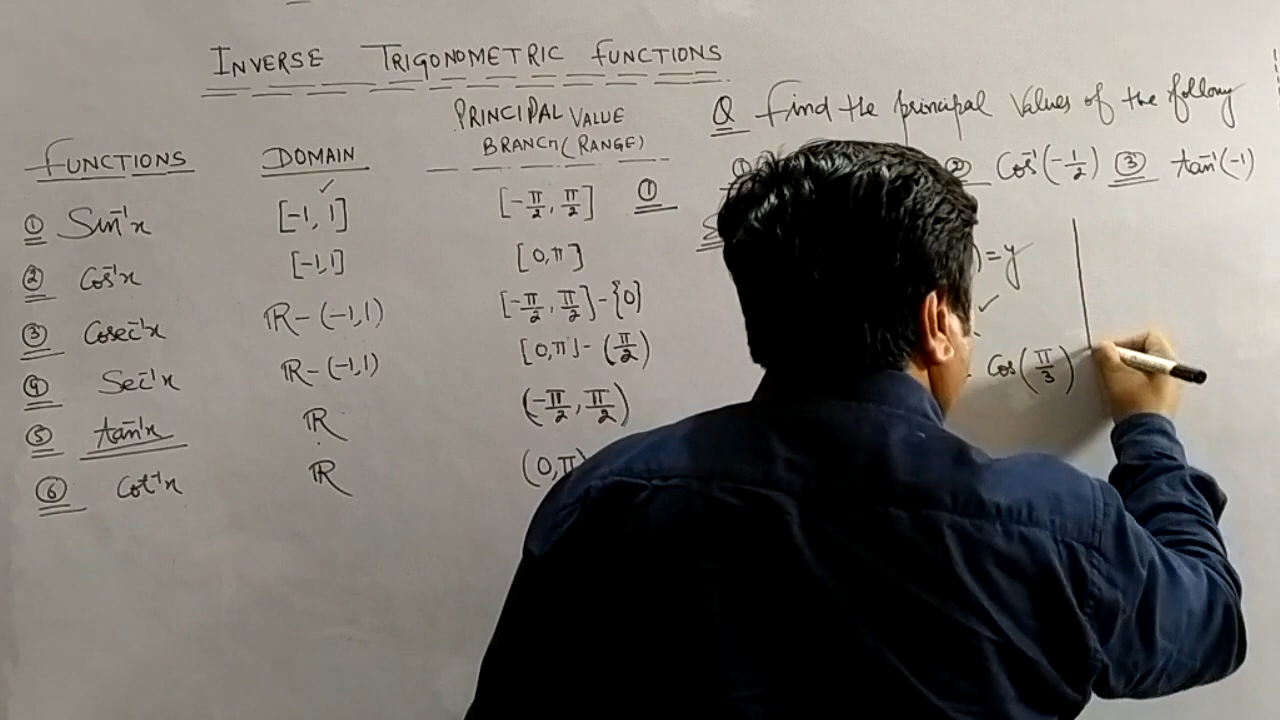 INVERSE TRIGONOMETRIC FUNCTIONS
FUNCTIONS DOMAIN PRINCIPAL VALUE BRANCH (RANGE)
① Sin⁻¹x [-1, 1] ✓ [-π/2, π/2] ①
② Cos⁻¹x [-1,1] [0,π]
③ Cosec⁻¹x R-(-1,1) [-π/2, π/2]-{0}
④ Sec⁻¹x R-(-1,1) [0,π]-(π/2)
⑤ tan⁻¹x R (-π/2, π/2)
⑥ Cot⁻¹x R (0,π
Q Find the principal Values of the
① ② Cos⁻¹(-1/2) ③ tan⁻¹(-1)
)=y
✓
Cos(π/3)